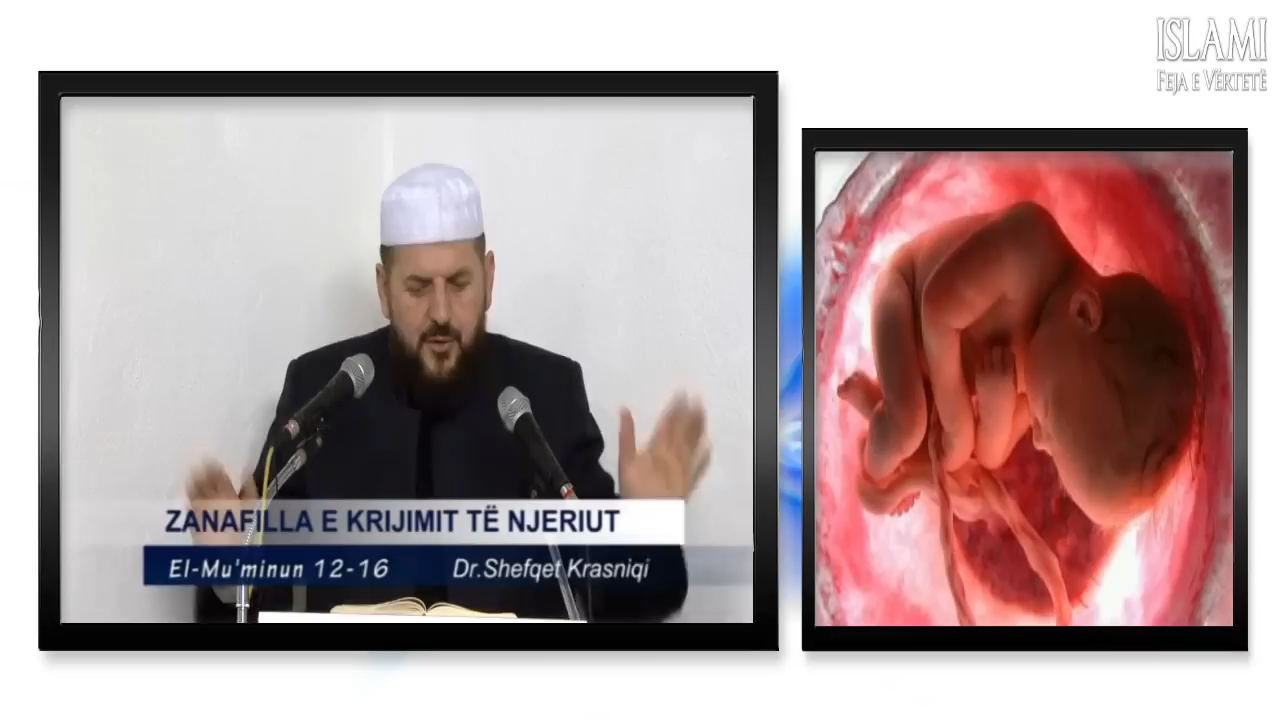 ISLAMI
FEJA E VËRTETË
ZANAFILLA E KRIJIMIT TË NJERIUT
El-Mu'minun 12-16 Dr.Shefqet Krasniqi